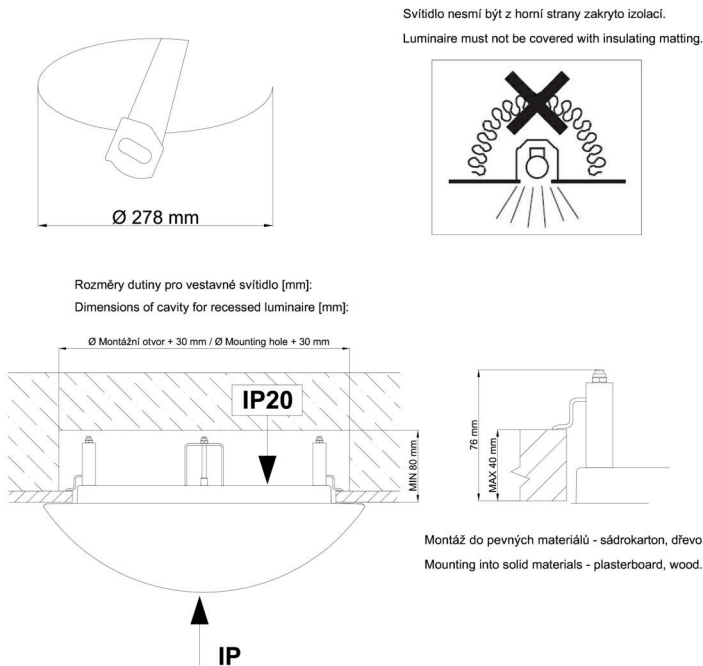 Svítidlo nesmí být z horní strany zakryto izolací.
Luminaire must not be covered with insulating matting.
Ø 278 mm
Rozměry dutiny pro vestavné svítidlo [mm]:
Dimensions of cavity for recessed luminaire [mm]:
Ø Montážní otvor + 30 mm / Ø Mounting hole + 30 mm
IP20
MIN 80 mm
76 mm
MAX 40 mm
Montáž do pevných materiálů - sádrokarton, dřevo
Mounting into solid materials - plasterboard, wood.
IP